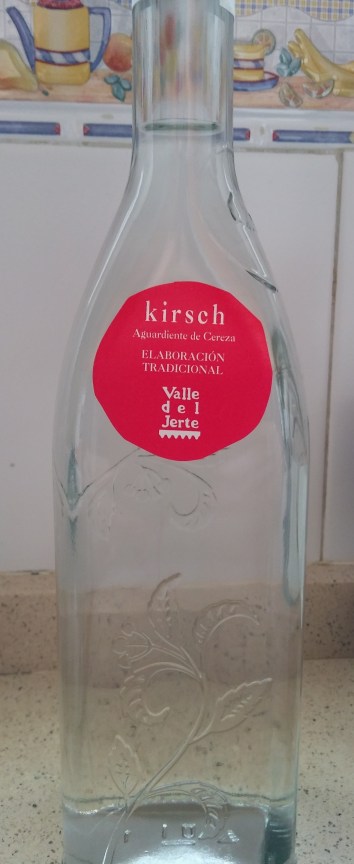 kirsch
Aguardiente de Cereza
ELABORACIÓN
TRADICIONAL
Valle
del
Jerte